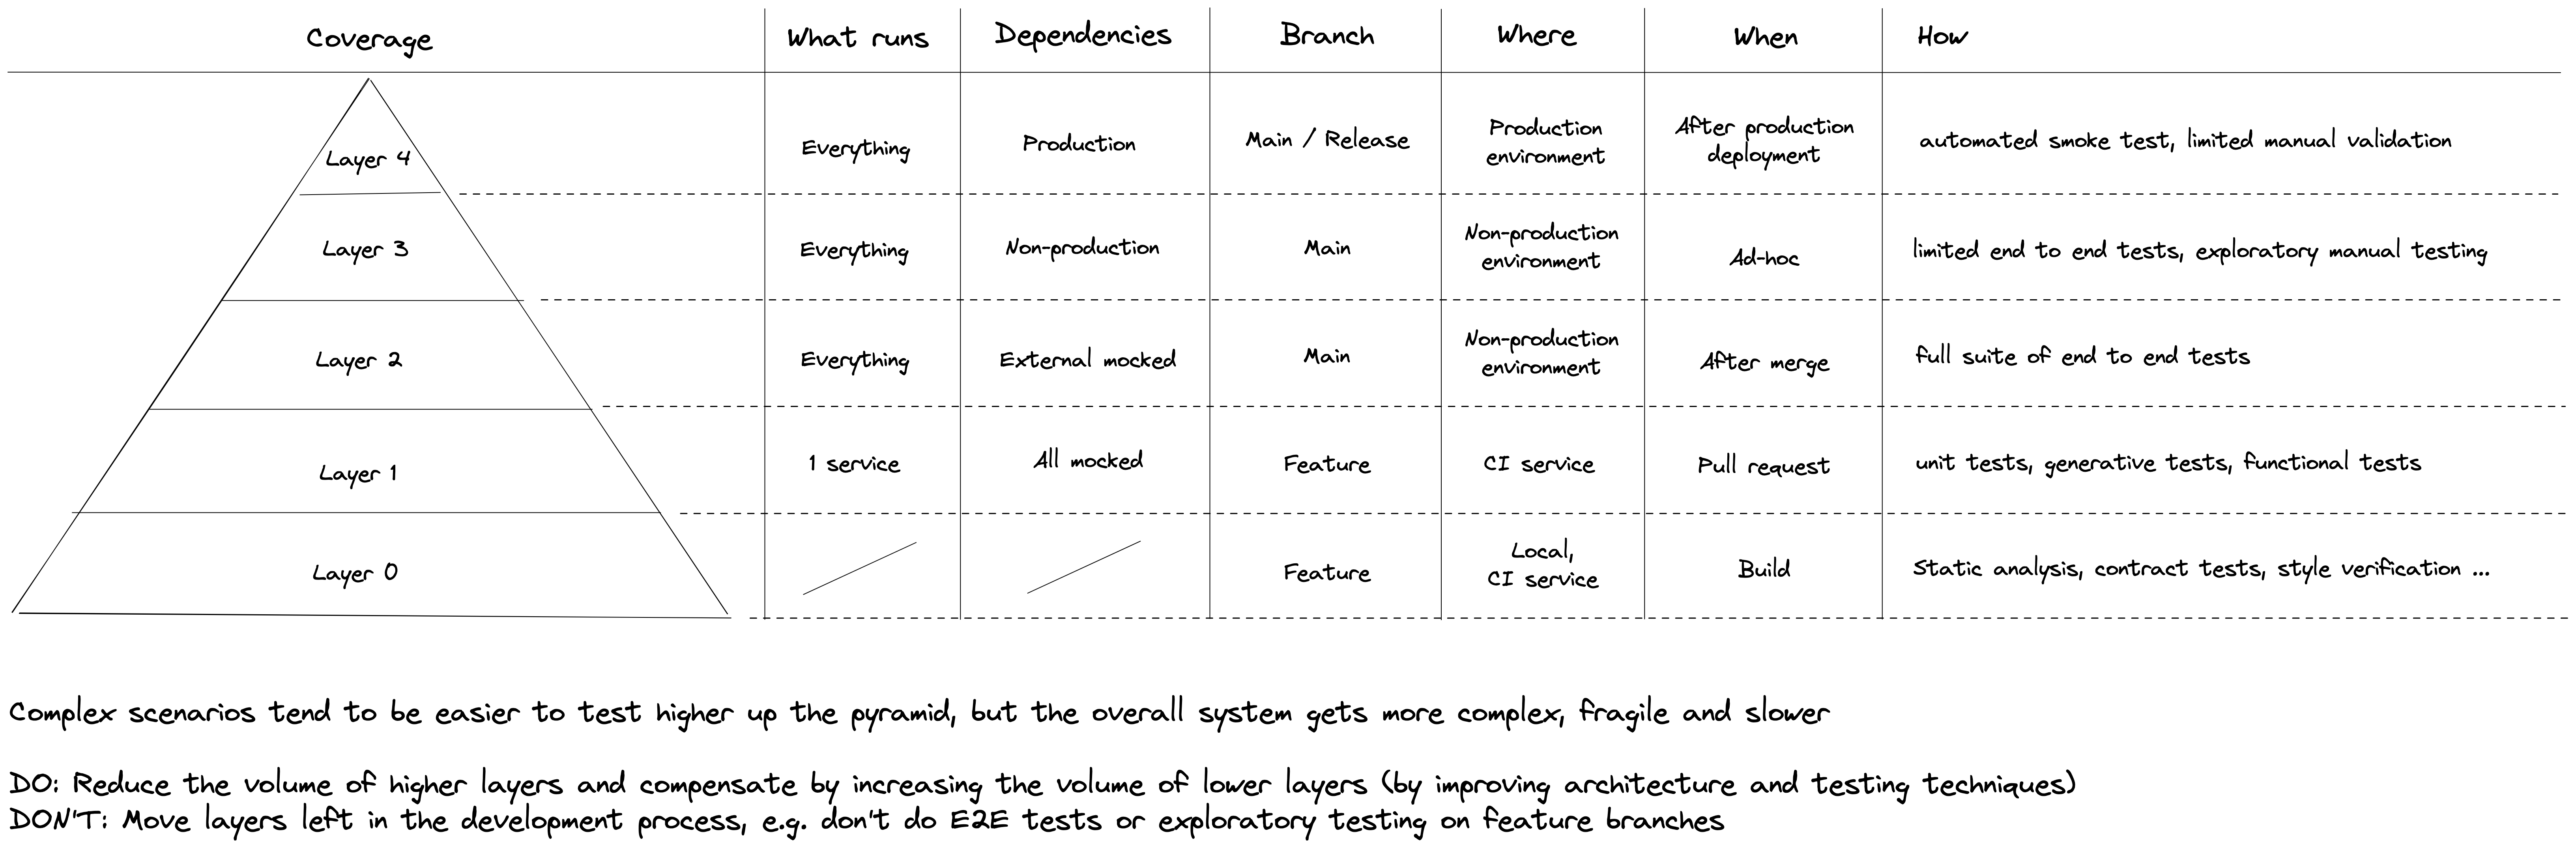 Coverage What runs Dependencies Branch Where When How
Layer 4 Everything Production Main / Release Production environment After production deployment automated smoke test, limited manual validation
Layer 3 Everything Non-production Main Non-production environment Ad-hoc limited end to end tests, exploratory manual testing
Layer 2 Everything External mocked Main Non-production environment After merge full suite of end to end tests
Layer 1 1 service All mocked Feature CI service Pull request unit tests, generative tests, functional tests
Layer 0 Feature Local, CI service Build Static analysis, contract tests, style verification ...
Complex scenarios tend to be easier to test higher up the pyramid, but the overall system gets more complex, fragile and slower
DO: Reduce the volume of higher layers and compensate by increasing the volume of lower layers (by improving architecture and testing techniques)
DON'T: Move layers left in the development process, e.g. don't do E2E tests or exploratory testing on feature branches